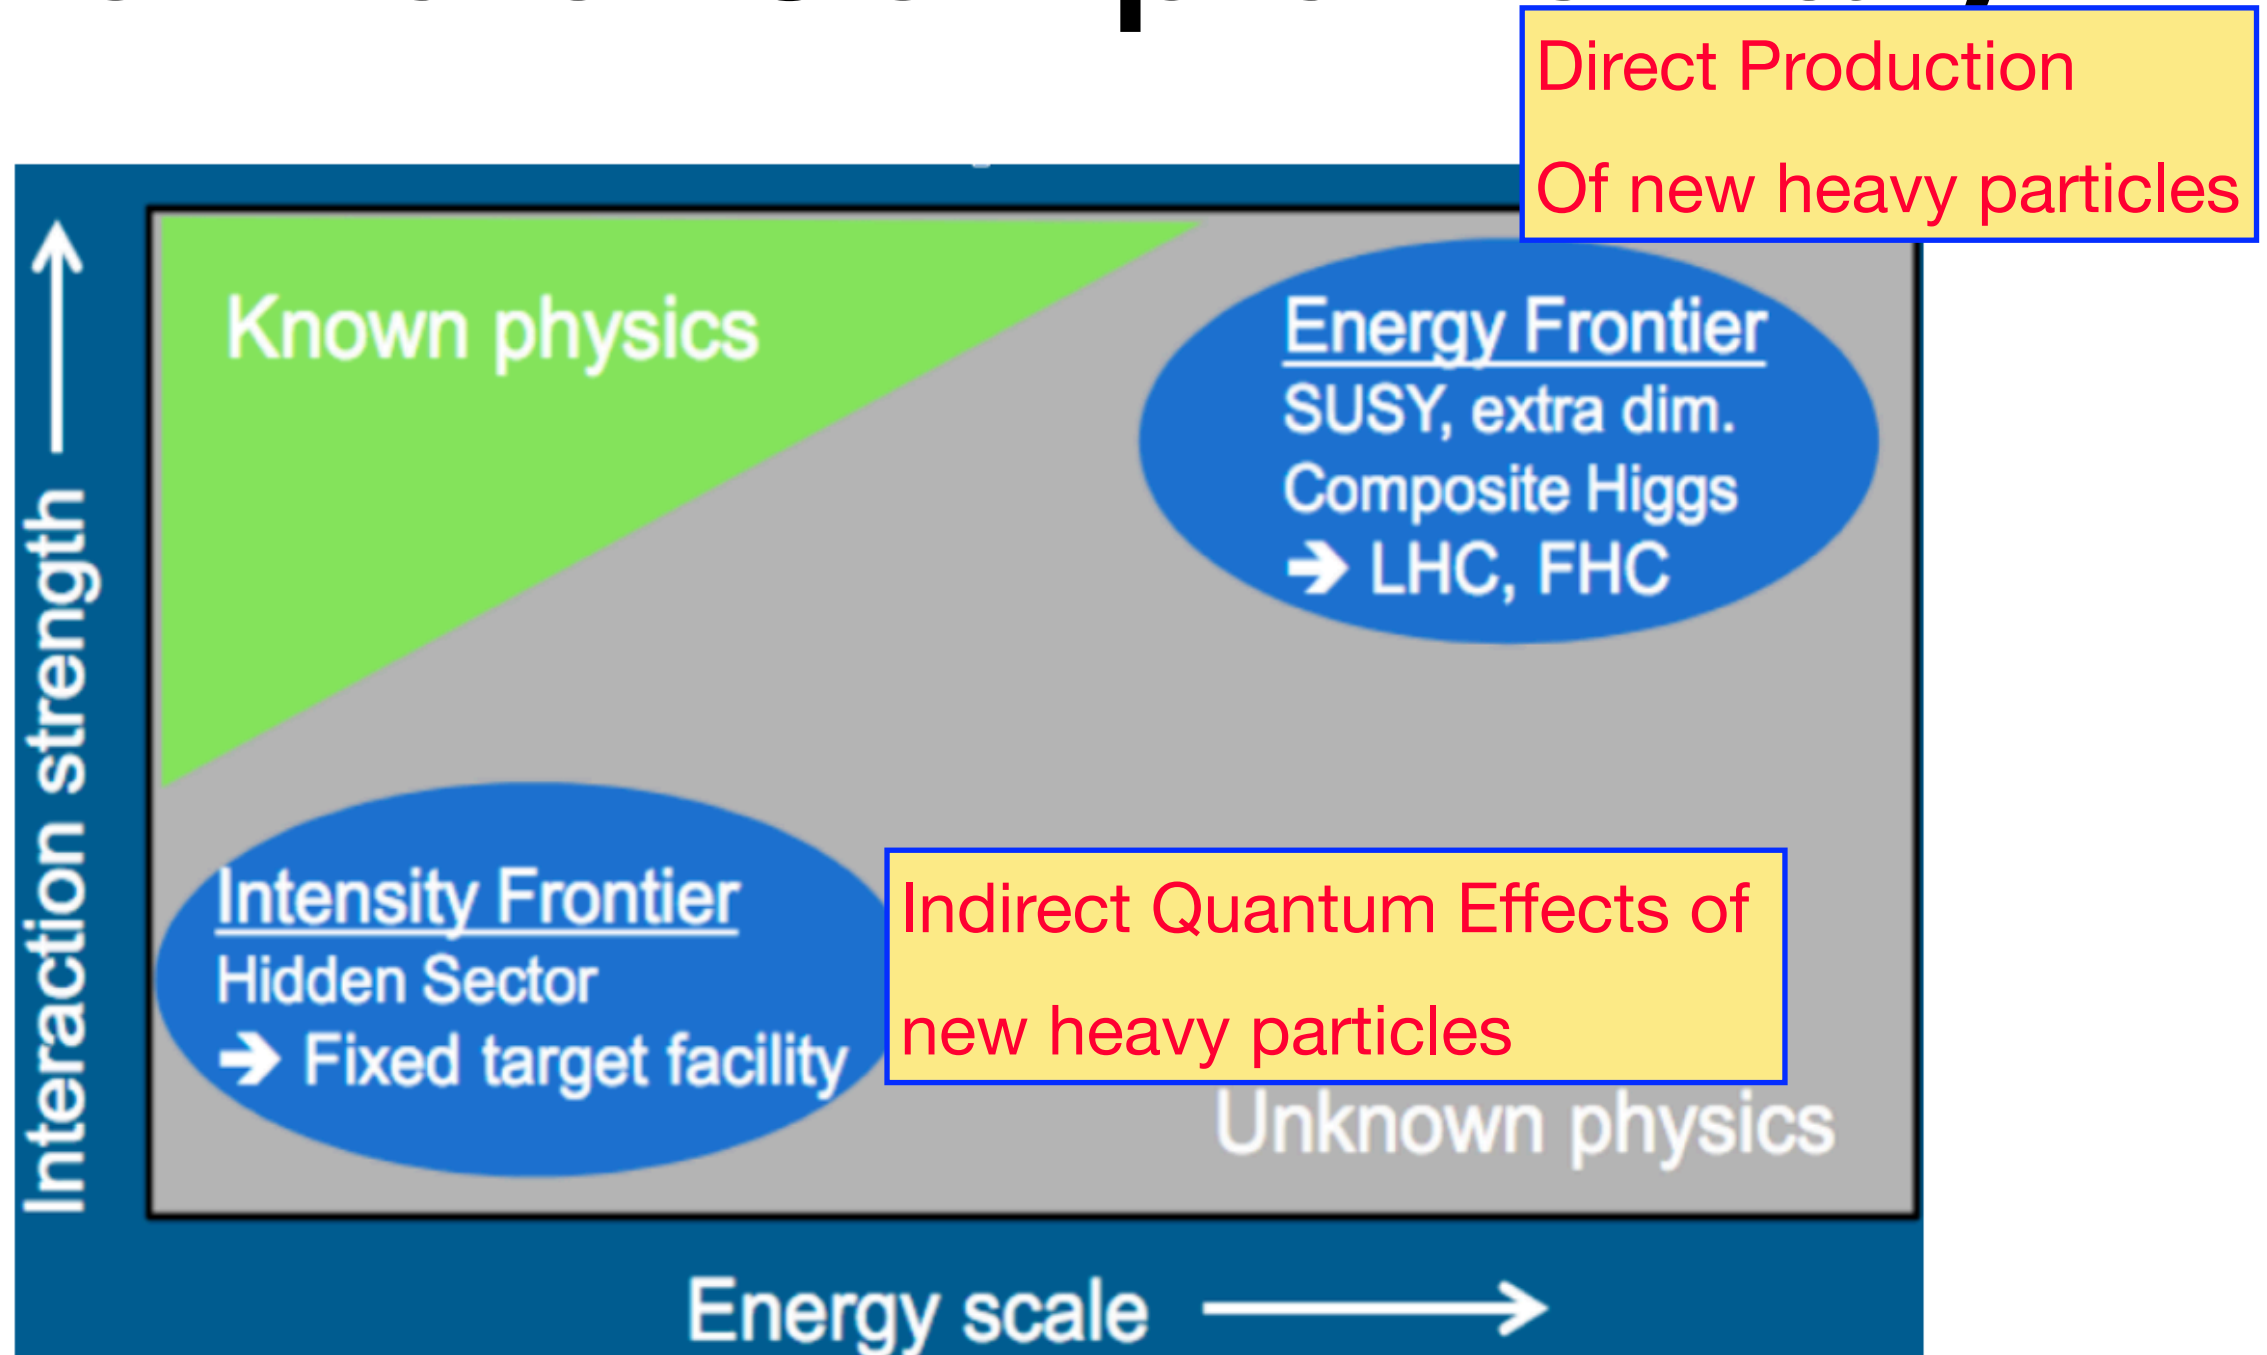 Direct Production
Of new heavy particles
Known physics
Energy Frontier
SUSY, extra dim.
Composite Higgs
➔ LHC, FHC
Interaction strength
Intensity Frontier
Hidden Sector
➔ Fixed target facility
Indirect Quantum Effects of
new heavy particles
Unknown physics
Energy scale